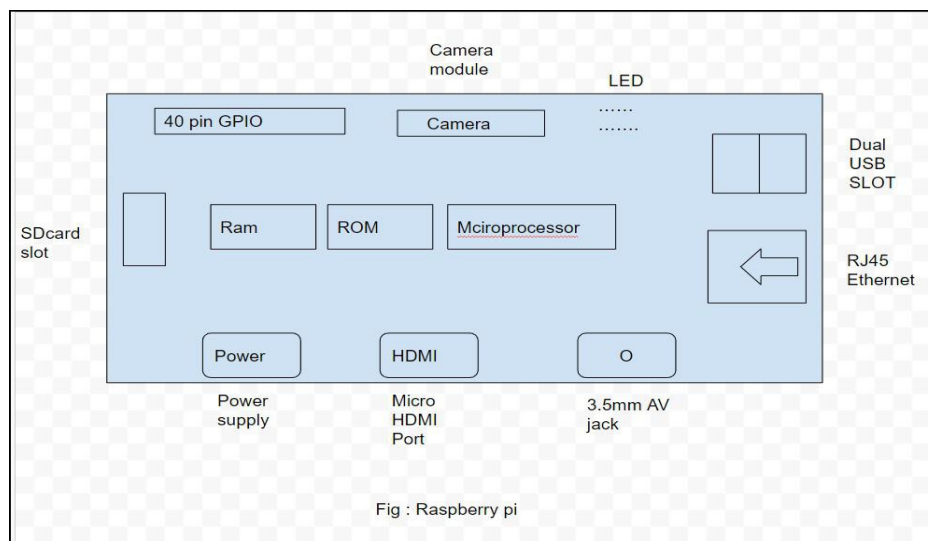 Camera
module
LED
40 pin GPIO
Camera
......
.......
Dual
USB
SLOT
SDcard
slot
Ram
ROM
Mciroprocessor
RJ45
Ethernet
Power
HDMI
O
Power
supply
Micro
HDMI
Port
3.5mm AV
jack
Fig : Raspberry pi